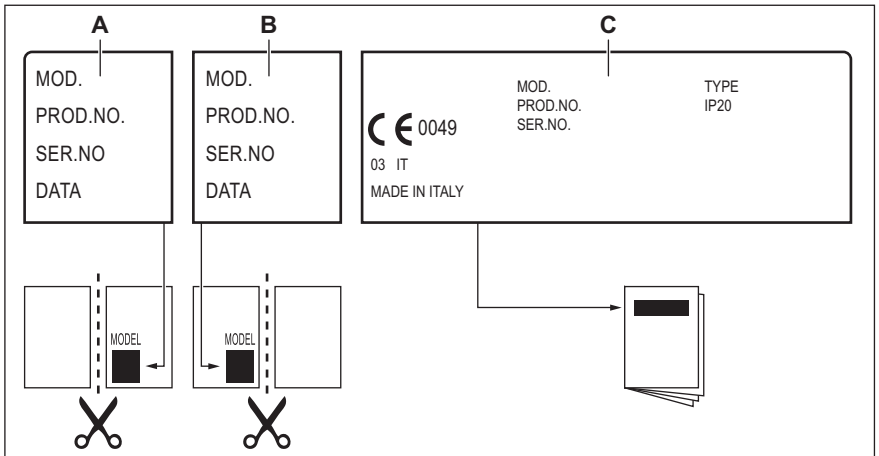 A
B
C
MOD.
PROD.NO.
SER.NO
DATA
MOD.
PROD.NO.
SER.NO
DATA
MOD.
PROD.NO.
SER.NO.
TYPE
IP20
CE 0049
03 IT
MADE IN ITALY
MODEL
MODEL